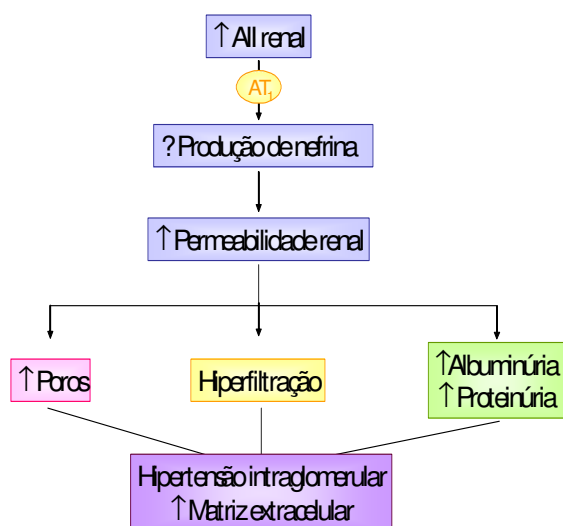 ↑ AII renal
AT1
? Produção de nefrina
↑ Permeabilidade renal
↑ Poros
Hiperfiltração
↑Albuminúria
↑ Proteinúria
Hipertensão intraglomerular
↑ Matriz extracelular